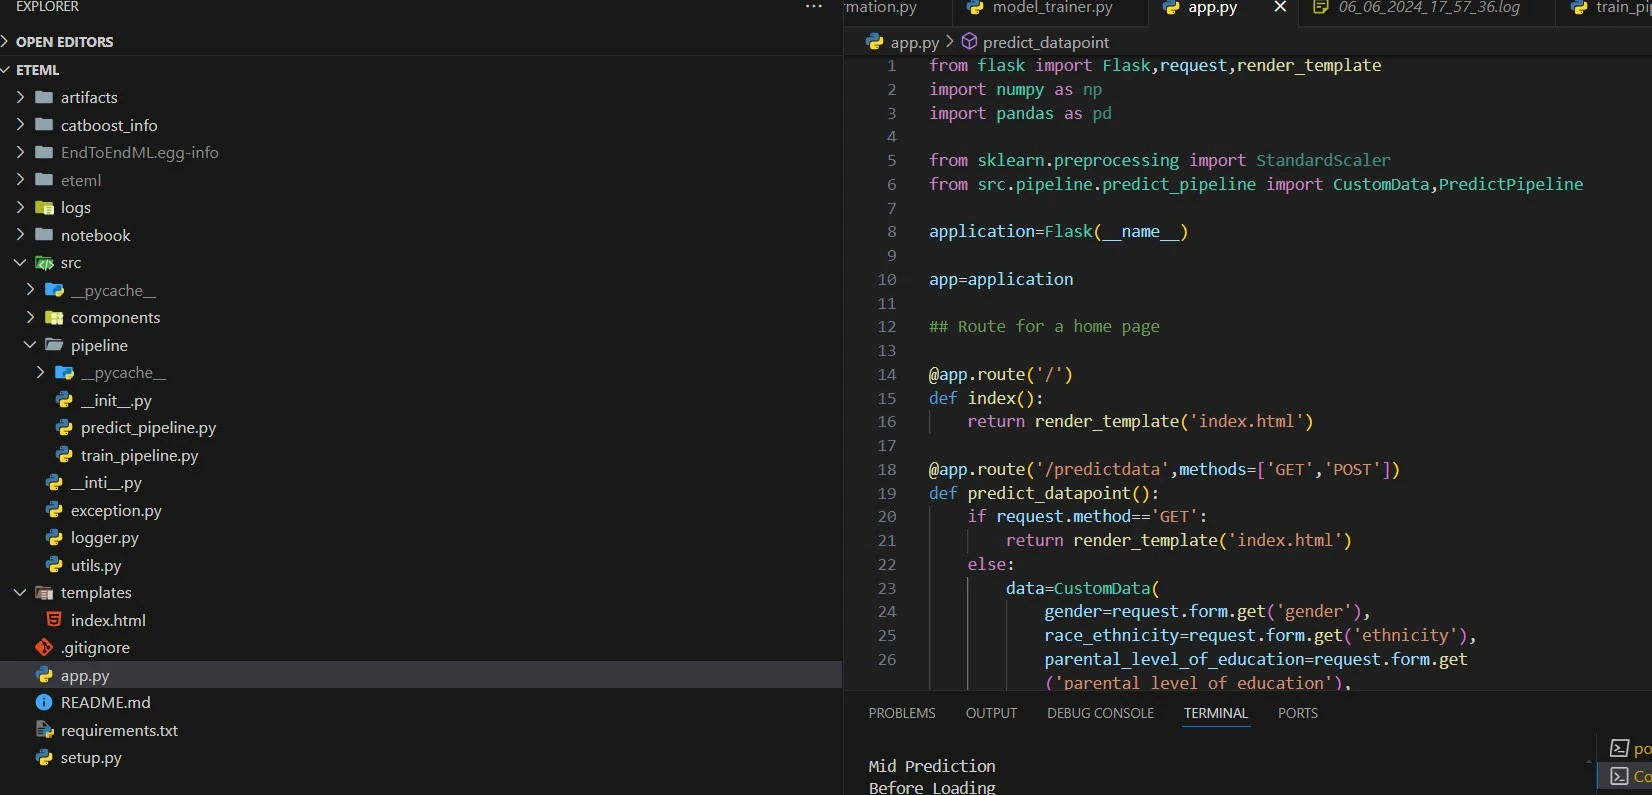 EXPLORER
...
OPEN EDITORS
ETEML
artifacts
catboost_info
EndToEndML.egg-info
eteml
logs
notebook
src
__pycache__
components
pipeline
__pycache__
__init__.py
predict_pipeline.py
train_pipeline.py
__inti__.py
exception.py
logger.py
utils.py
templates
index.html
.gitignore
app.py
README.md
requirements.txt
setup.py
rmation.py
model_trainer.py
app.py
06_06_2024_17_57_36.log
train_pi
app.py > predict_datapoint
1 from flask import Flask,request,render_template
2 import numpy as np
3 import pandas as pd
4
5 from sklearn.preprocessing import StandardScaler
6 from src.pipeline.predict_pipeline import CustomData,PredictPipeline
7
8 application=Flask(__name__)
9
10 app=application
11
12 ## Route for a home page
13
14 @app.route('/')
15 def index():
16     return render_template('index.html')
17
18 @app.route('/predictdata',methods=['GET','POST'])
19 def predict_datapoint():
20     if request.method=='GET':
21         return render_template('index.html')
22     else:
23         data=CustomData(
24             gender=request.form.get('gender'),
25             race_ethnicity=request.form.get('ethnicity'),
26             parental_level_of_education=request.form.get
('parental_level_of_education'),
PROBLEMS OUTPUT DEBUG CONSOLE TERMINAL PORTS
Mid Prediction
Before Loading
po
Co